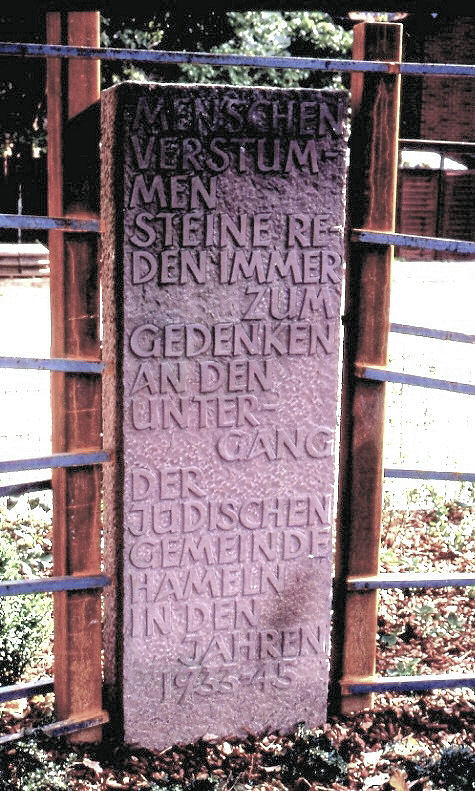 MENSCHEN
VERSTUM-
MEN
STEINE RE-
DEN IMMER
ZUM
GEDENKEN
AN DEN
UNTER-
GANG
DER
JÜDISCHEN
GEMEINDE
HAMELN
IN DEN
JAHREN
1933-45